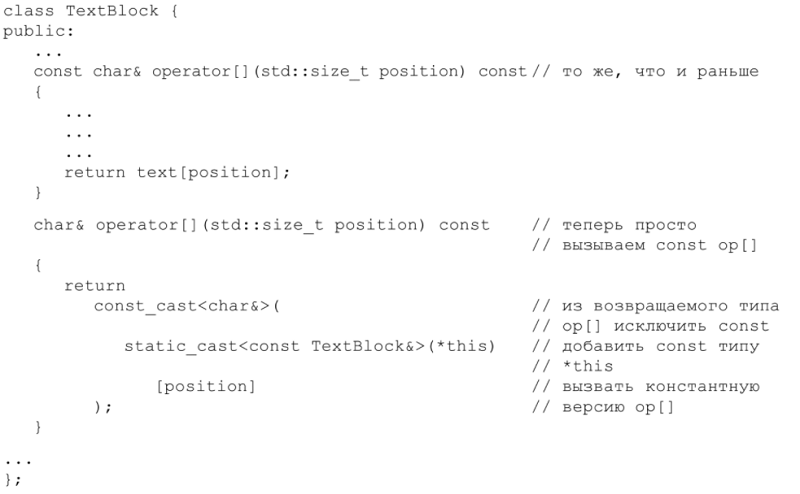 class TextBlock {
public:
...
const char& operator[](std::size_t position) const // то же, что и раньше
{
...
...
...
return text[position];
}
char& operator[](std::size_t position) const // теперь просто
// вызываем const op[]
{
return
const_cast<char&>( // из возвращаемого типа
// op[] исключить const
static_cast<const TextBlock&>(*this) // добавить const типу
// *this
[position] // вызвать константную
); // версию op[]
}
...
};